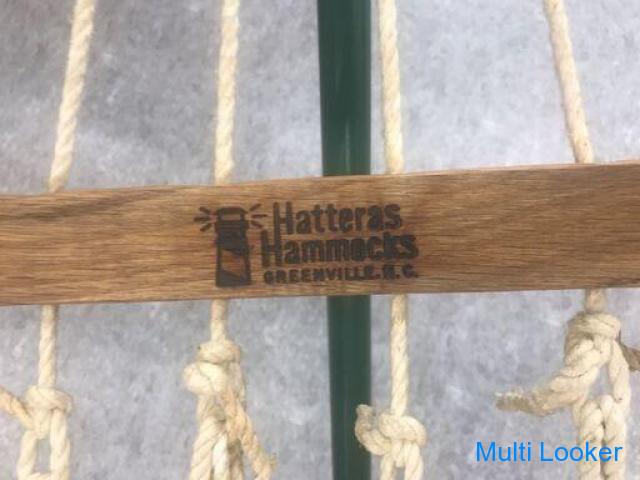 Hatteras
Hammocks
GREENVILLE, N.C.
Multi Looker